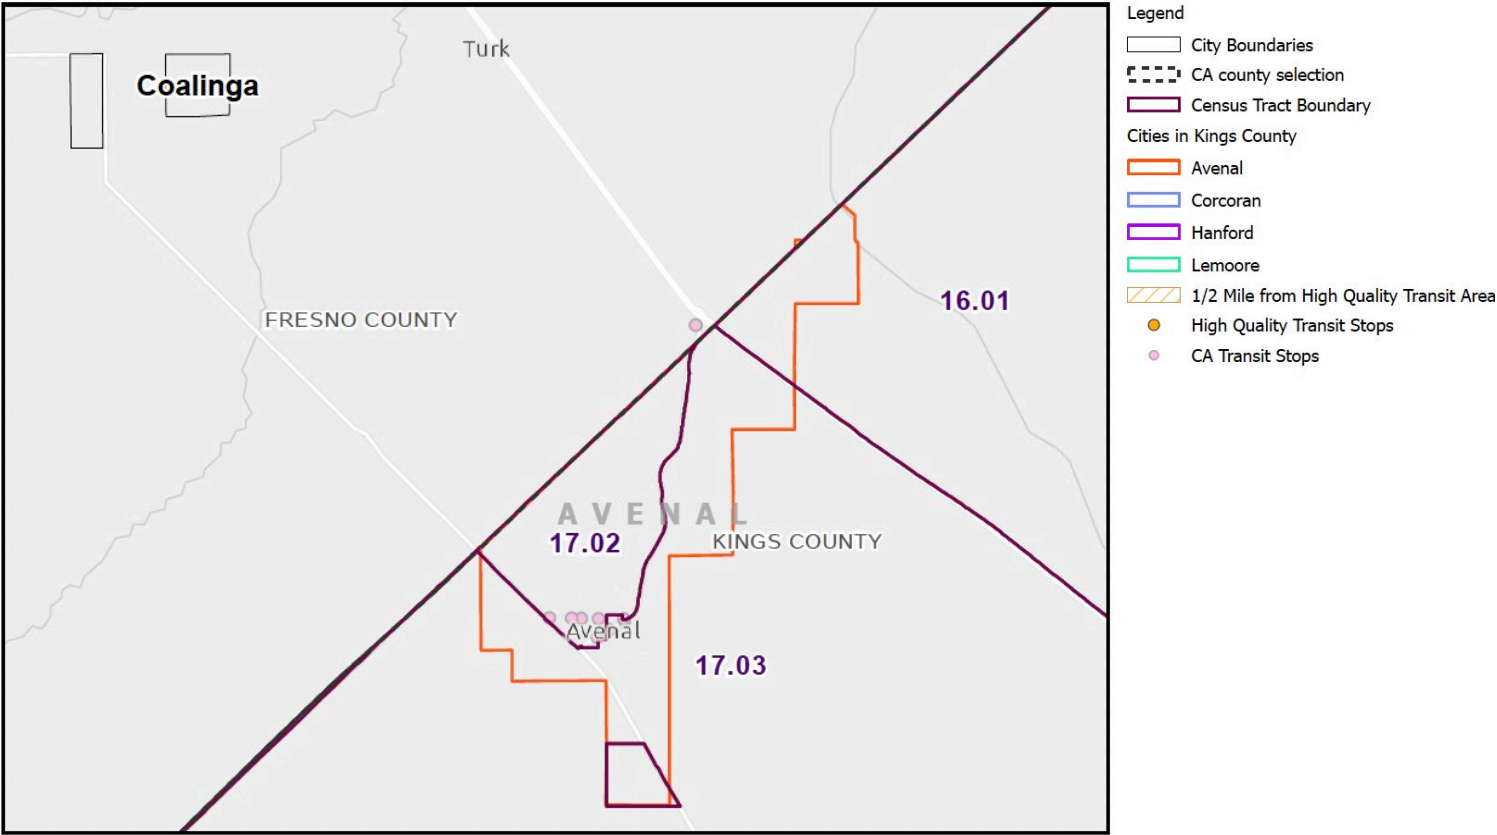 Turk
Coalinga
FRESNO COUNTY
16.01
AVENAL
17.02
KINGS COUNTY
Avenal
17.03
Legend
City Boundaries
CA county selection
Census Tract Boundary
Cities in Kings County
Avenal
Corcoran
Hanford
Lemoore
1/2 Mile from High Quality Transit Area
High Quality Transit Stops
CA Transit Stops